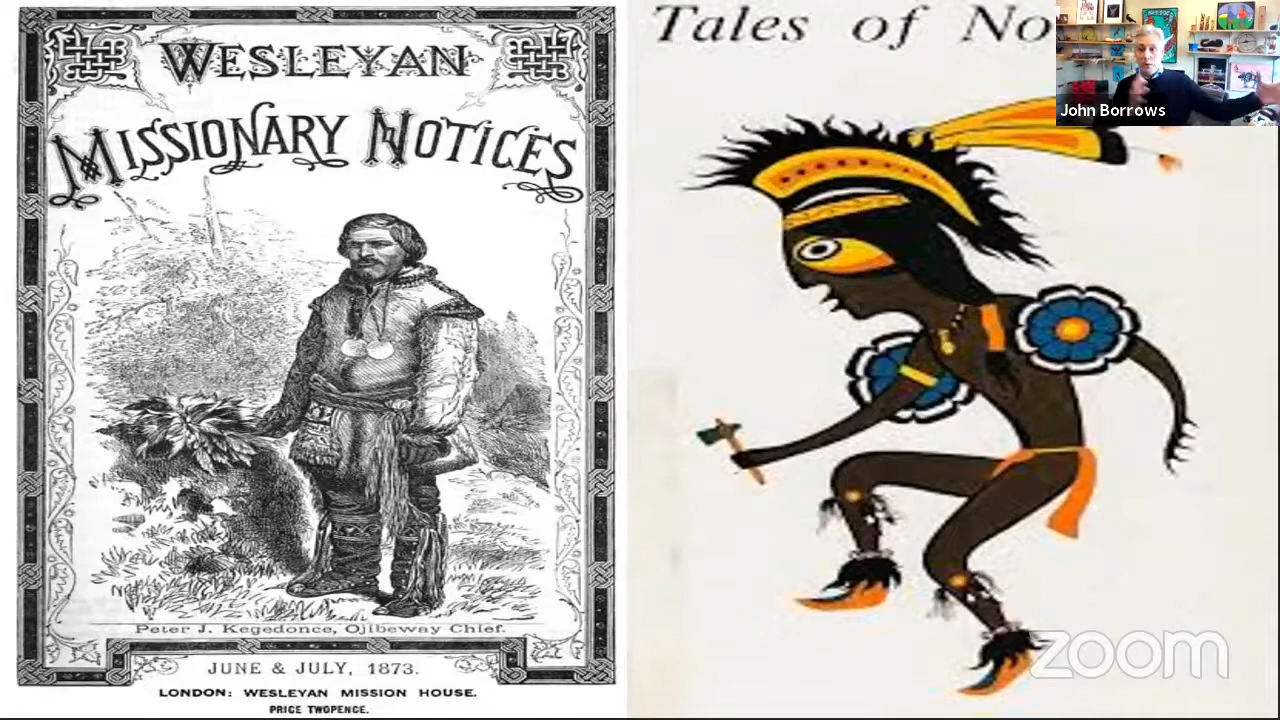 WESLEYAN
MISSIONARY NOTICES
Peter J. Kegedonce, Ojibeway Chief.
JUNE & JULY, 1873.
LONDON: WESLEYAN MISSION HOUSE.
PRICE TWOPENCE.
Tales of No
John Borrows
zoom